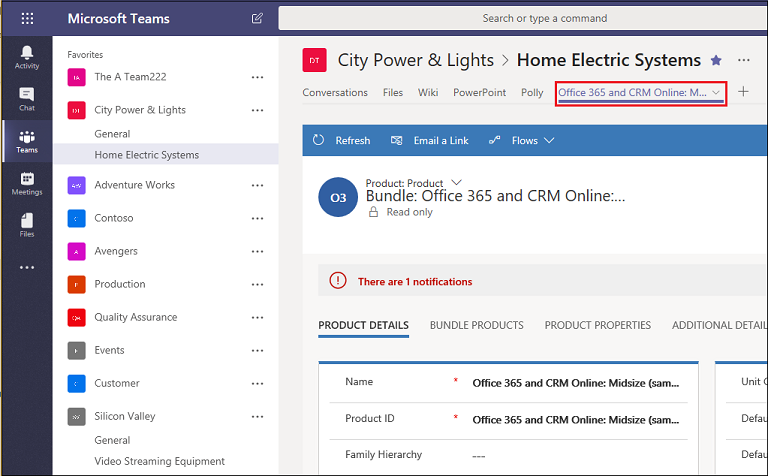 Microsoft Teams
Search or type a command
Activity
Chat
Teams
Meetings
Files
Favorites
TA The A Team222
DT City Power & Lights
General
Home Electric Systems
Adventure Works
C Contoso
A Avengers
P Production
QA Quality Assurance
Events
C Customer
SV Silicon Valley
General
Video Streaming Equipment
DT City Power & Lights > Home Electric Systems
Conversations Files Wiki PowerPoint Polly Office 365 and CRM Online: M...
Refresh Email a Link Flows
O3
Product: Product
Bundle: Office 365 and CRM Online:...
Read only
There are 1 notifications
PRODUCT DETAILS BUNDLE PRODUCTS PRODUCT PROPERTIES ADDITIONAL DETAIL
Name * Office 365 and CRM Online: Midsize (sam...
Product ID * Office 365 and CRM Online: Midsize (sam...
Family Hierarchy ---
Unit G
Defau
Defau